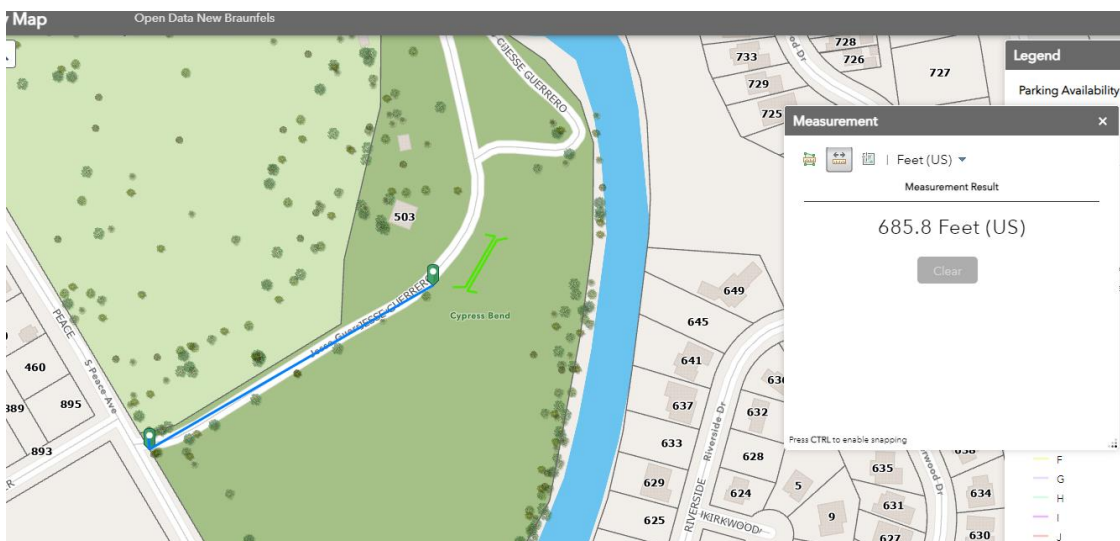 y Map
Open Data New Braunfels
JESSE GUERRERO
503
JESSE GUERRERO
Cypress Bend
PEACE
S Peace Ave
460
895
893
733
729
725
728
726
727
649
645
641
637
633
629
625
632
628
624
Riverside Dr
RIVERSIDE
KIRKWOOD
5
9
635
631
627
634
630
Legend
Parking Availability
Measurement
×
Feet (US)
Measurement Result
685.8 Feet (US)
Clear
Press CTRL to enable snapping
F
G
H
I
J